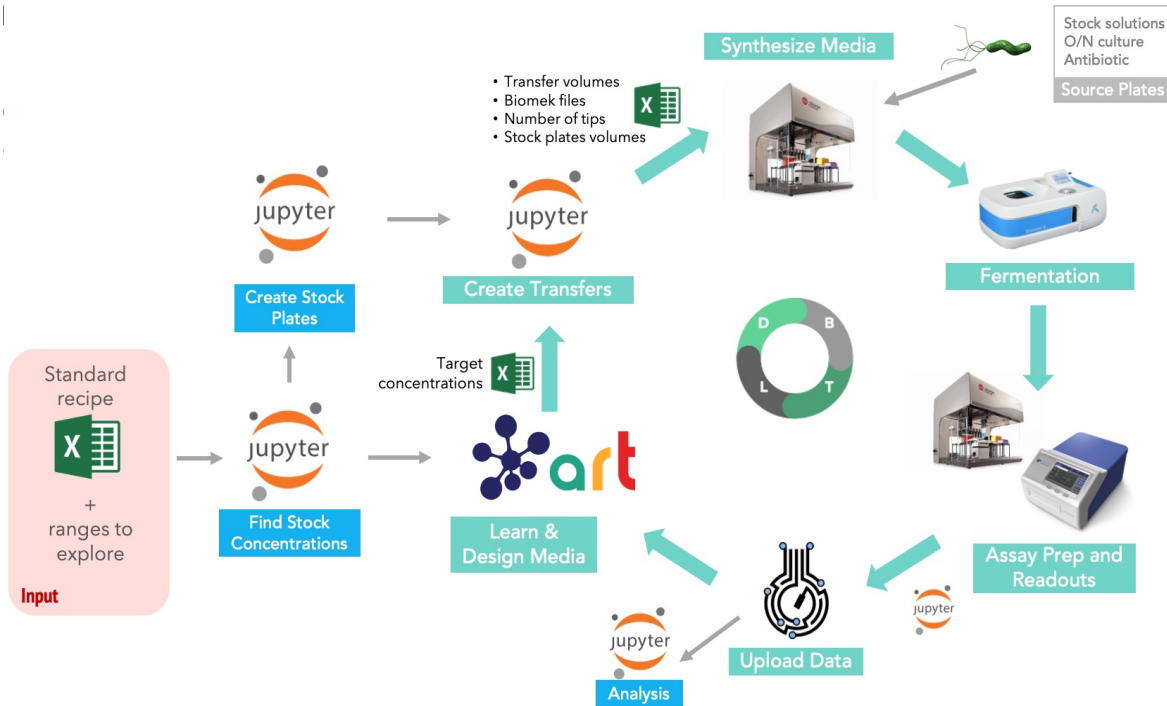 Stock solutions
O/N culture
Antibiotic
Source Plates
Synthesize Media
• Transfer volumes
• Biomek files
• Number of tips
• Stock plates volumes
X
jupyter
Create Stock
Plates
jupyter
Create Transfers
Fermentation
D
B
L
T
Target
concentrations
X
Standard
recipe
X
+
ranges to
explore
Input
jupyter
Find Stock
Concentrations
art
Learn &
Design Media
Assay Prep and
Readouts
jupyter
Upload Data
jupyter
Analysis